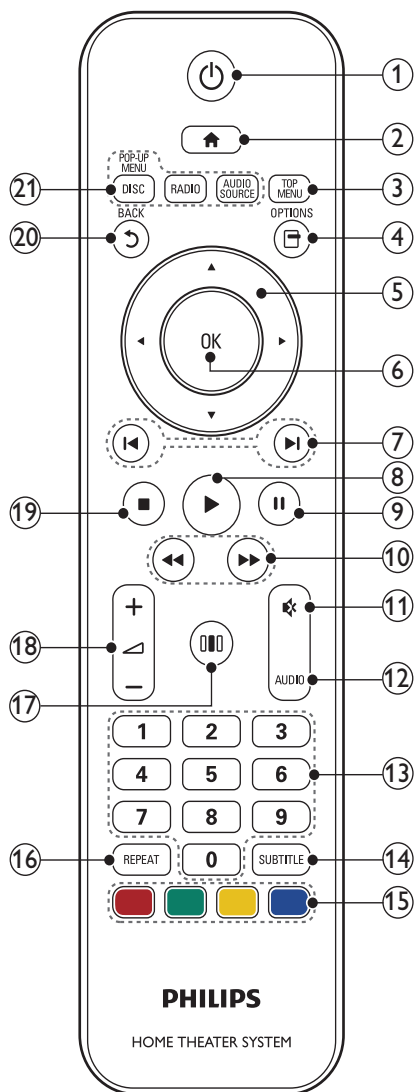 1
2
POP-UP
MENU
21
DISC
RADIO
AUDIO
SOURCE
TOP
MENU
3
20
BACK
OPTIONS
4
5
OK
6
7
8
19
9
10
11
18
+
−
17
AUDIO
12
1 2 3
4 5 6
13
7 8 9
16
REPEAT
0
SUBTITLE
14
15
PHILIPS
HOME THEATER SYSTEM